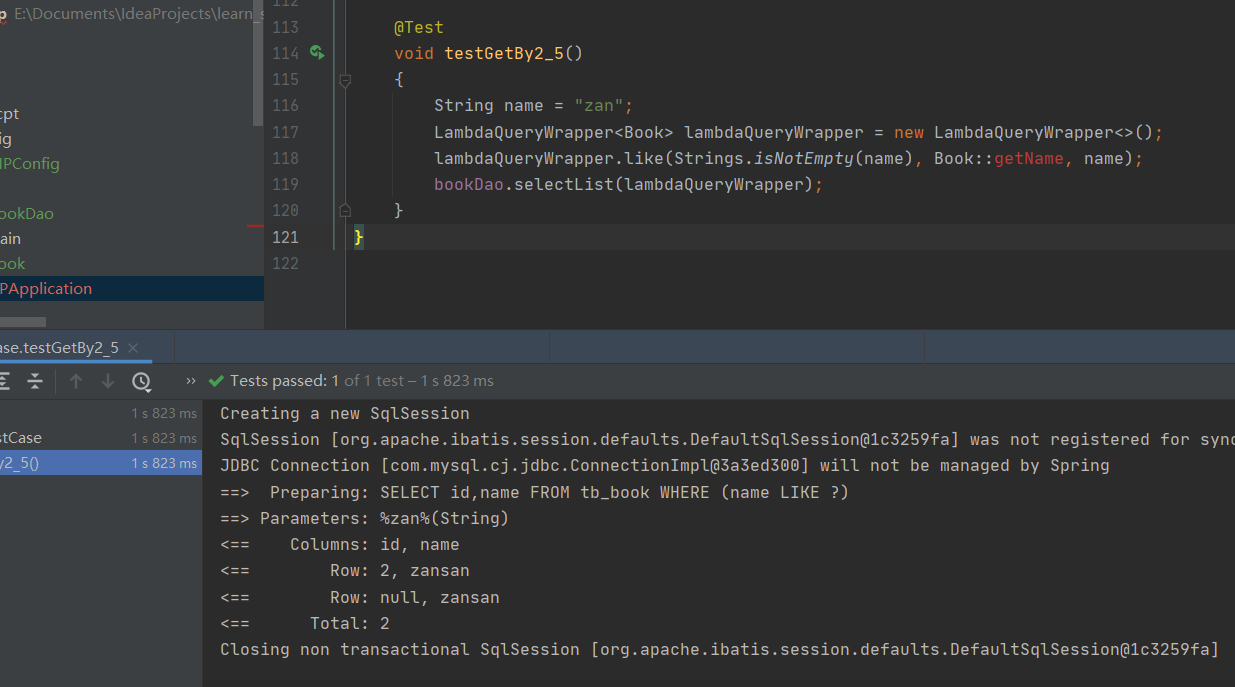 E:\Documents\IdeaProjects\learn_s
112
113 @Test
114 void testGetBy2_5()
115 {
116 String name = "zan";
117 LambdaQueryWrapper<Book> lambdaQueryWrapper = new LambdaQueryWrapper<>();
118 lambdaQueryWrapper.like(Strings.isNotEmpty(name), Book::getName, name);
119 bookDao.selectList(lambdaQueryWrapper);
120 }
121 }
122
cpt
ig
IPConfig
ookDao
ain
ook
PApplication
ase.testGetBy2_5 ×
» Tests passed: 1 of 1 test – 1 s 823 ms
1 s 823 ms
stCase 1 s 823 ms
y2_5() 1 s 823 ms
Creating a new SqlSession
SqlSession [org.apache.ibatis.session.defaults.DefaultSqlSession@1c3259fa] was not registered for sync
JDBC Connection [com.mysql.cj.jdbc.ConnectionImpl@3a3ed300] will not be managed by Spring
==>  Preparing: SELECT id,name FROM tb_book WHERE (name LIKE ?)
==> Parameters: %zan%(String)
<==    Columns: id, name
<==        Row: 2, zansan
<==        Row: null, zansan
<==      Total: 2
Closing non transactional SqlSession [org.apache.ibatis.session.defaults.DefaultSqlSession@1c3259fa]